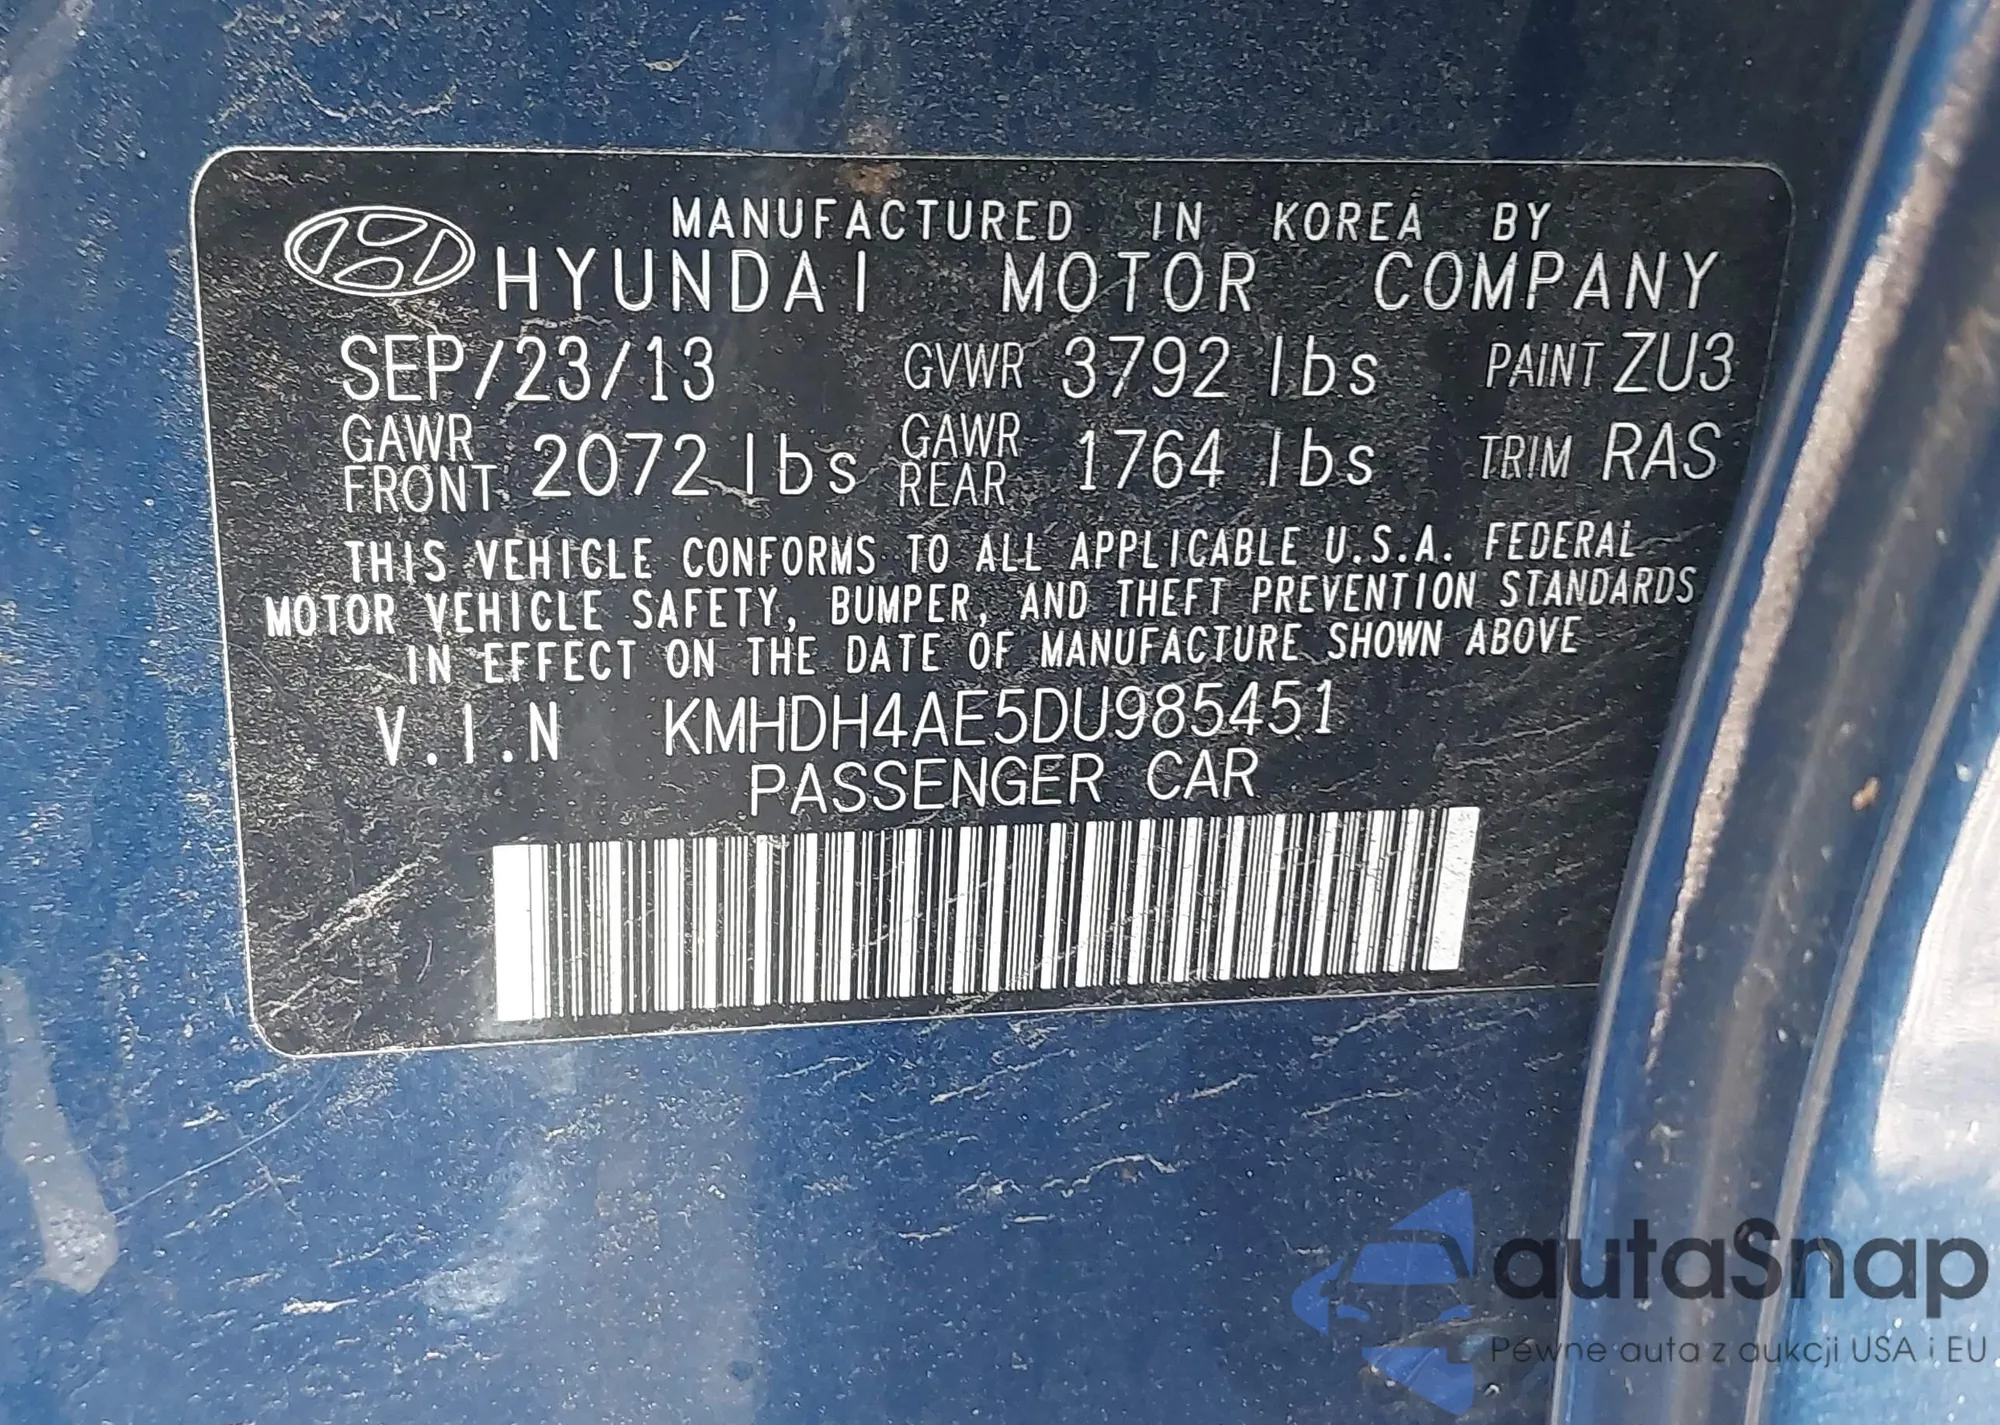 MANUFACTURED IN KOREA BY
HYUNDAI MOTOR COMPANY
SEP/23/13 GVWR 3792 lbs PAINT ZU3
GAWR FRONT 2072 lbs GAWR REAR 1764 lbs TRIM RAS
THIS VEHICLE CONFORMS TO ALL APPLICABLE U.S.A. FEDERAL
MOTOR VEHICLE SAFETY, BUMPER, AND THEFT PREVENTION STANDARDS
IN EFFECT ON THE DATE OF MANUFACTURE SHOWN ABOVE
V.I.N KMHDH4AE5DU985451
PASSENGER CAR
autaSnap
Pewne auta z aukcji USA i EU